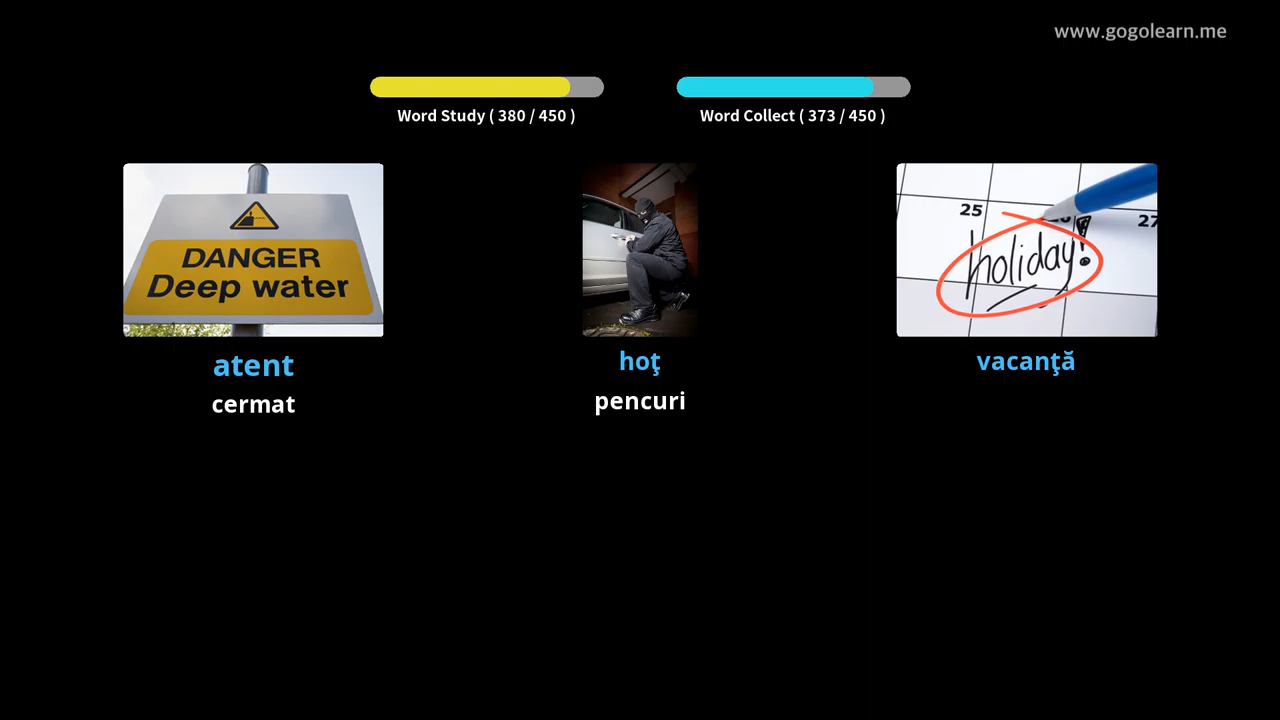 www.gogolearn.me
Word Study ( 380 / 450 )
Word Collect ( 373 / 450 )
DANGER
Deep water
25
27
holiday!
atent
hoţ
vacanţă
cermat
pencuri